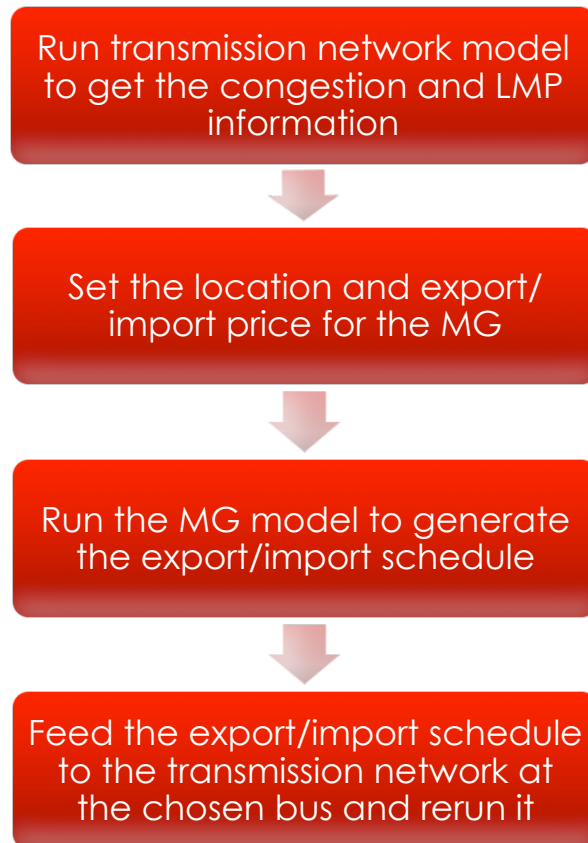 Run transmission network model
to get the congestion and LMP
information
Set the location and export/
import price for the MG
Run the MG model to generate
the export/import schedule
Feed the export/import schedule
to the transmission network at
the chosen bus and rerun it